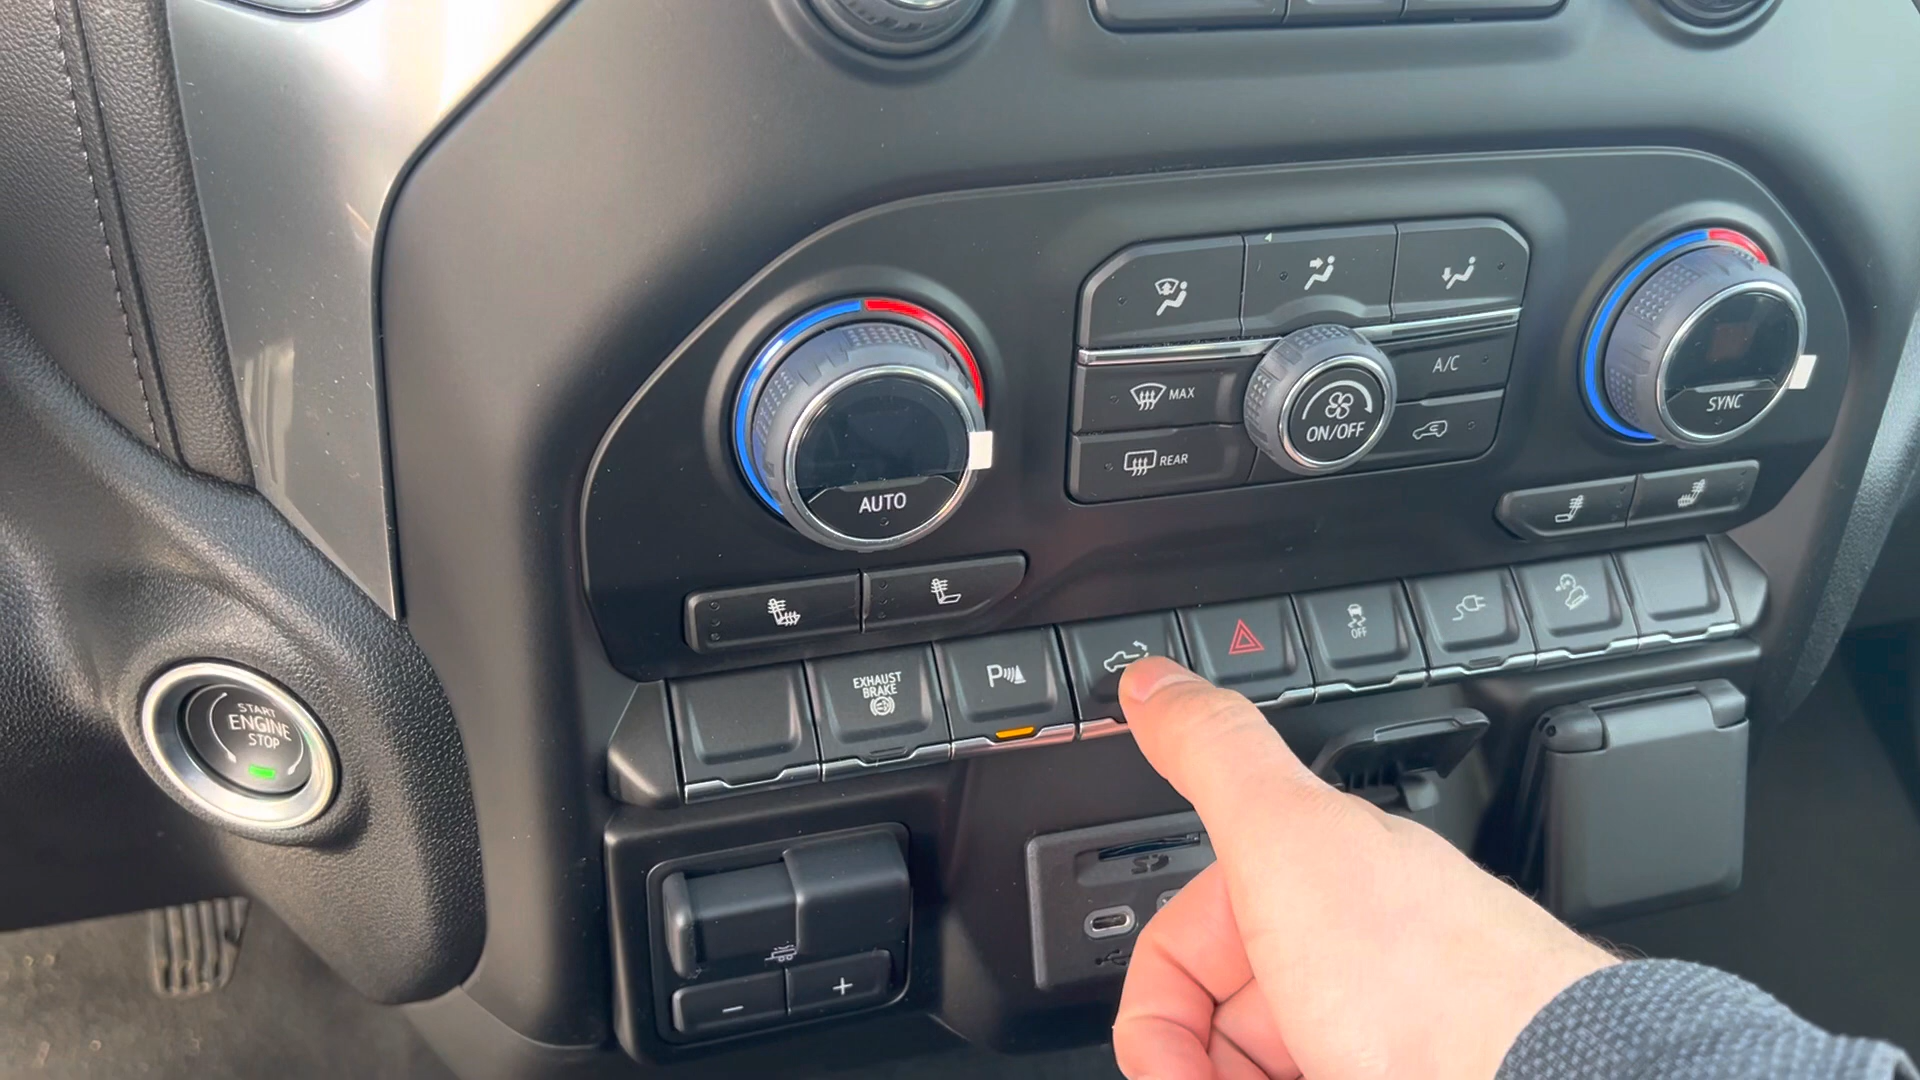 A/C
MAX
ON/OFF
SYNC
REAR
AUTO
OFF
EXHAUST
BRAKE
P
START
ENGINE
STOP
− +